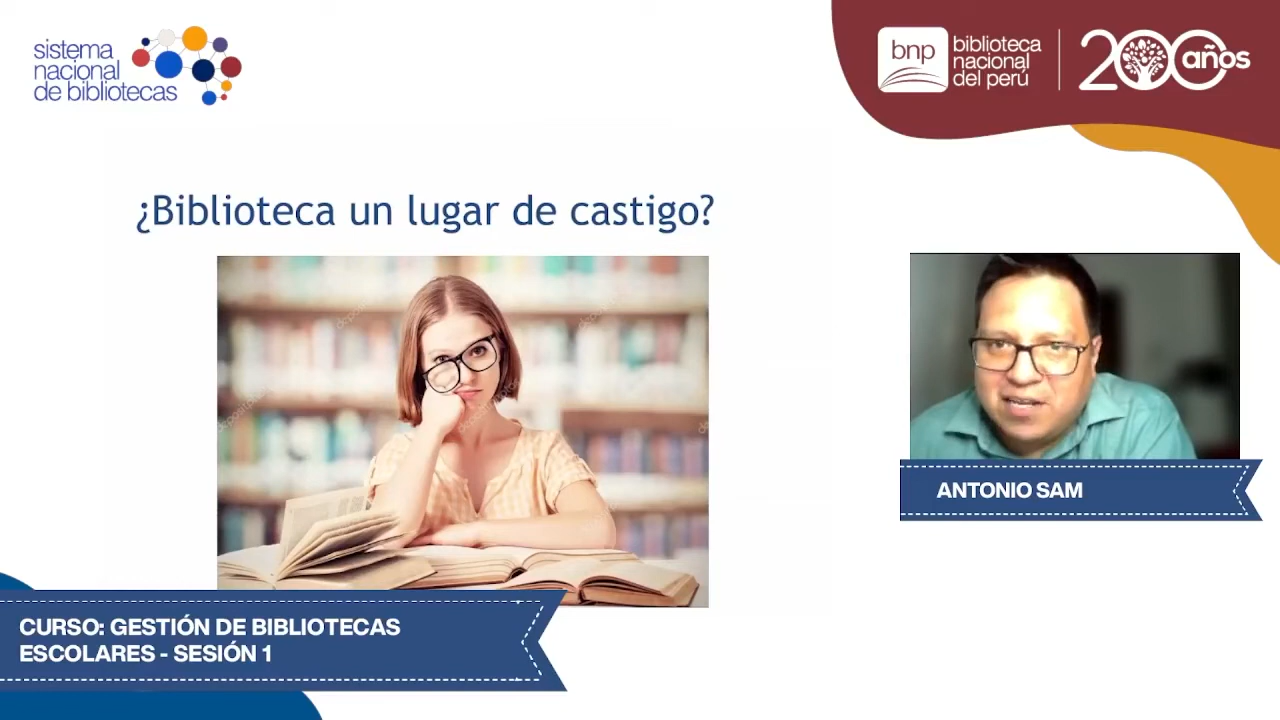 sistema
nacional
de bibliotecas
bnp
biblioteca
nacional
del perú
200 años
¿Biblioteca un lugar de castigo?
ANTONIO SAM
CURSO: GESTIÓN DE BIBLIOTECAS
ESCOLARES - SESIÓN 1